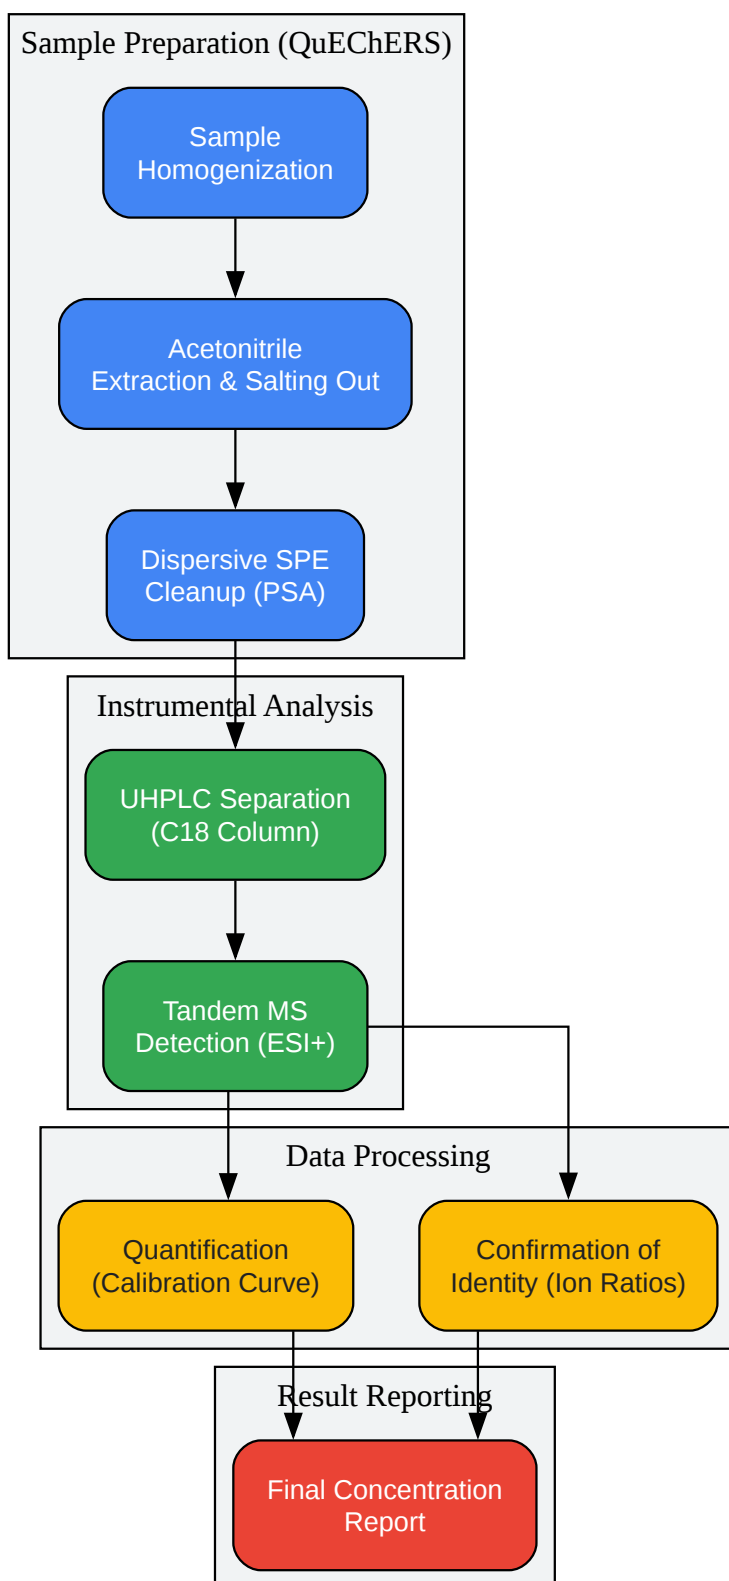 Sample Preparation (QuEChERS)
Sample
Homogenization
Acetonitrile
Extraction & Salting Out
Dispersive SPE
Cleanup (PSA)
Instrumental Analysis
UHPLC Separation
(C18 Column)
Tandem MS
Detection (ESI+)
Data Processing
Quantification
(Calibration Curve)
Confirmation of
Identity (Ion Ratios)
Result Reporting
Final Concentration
Report